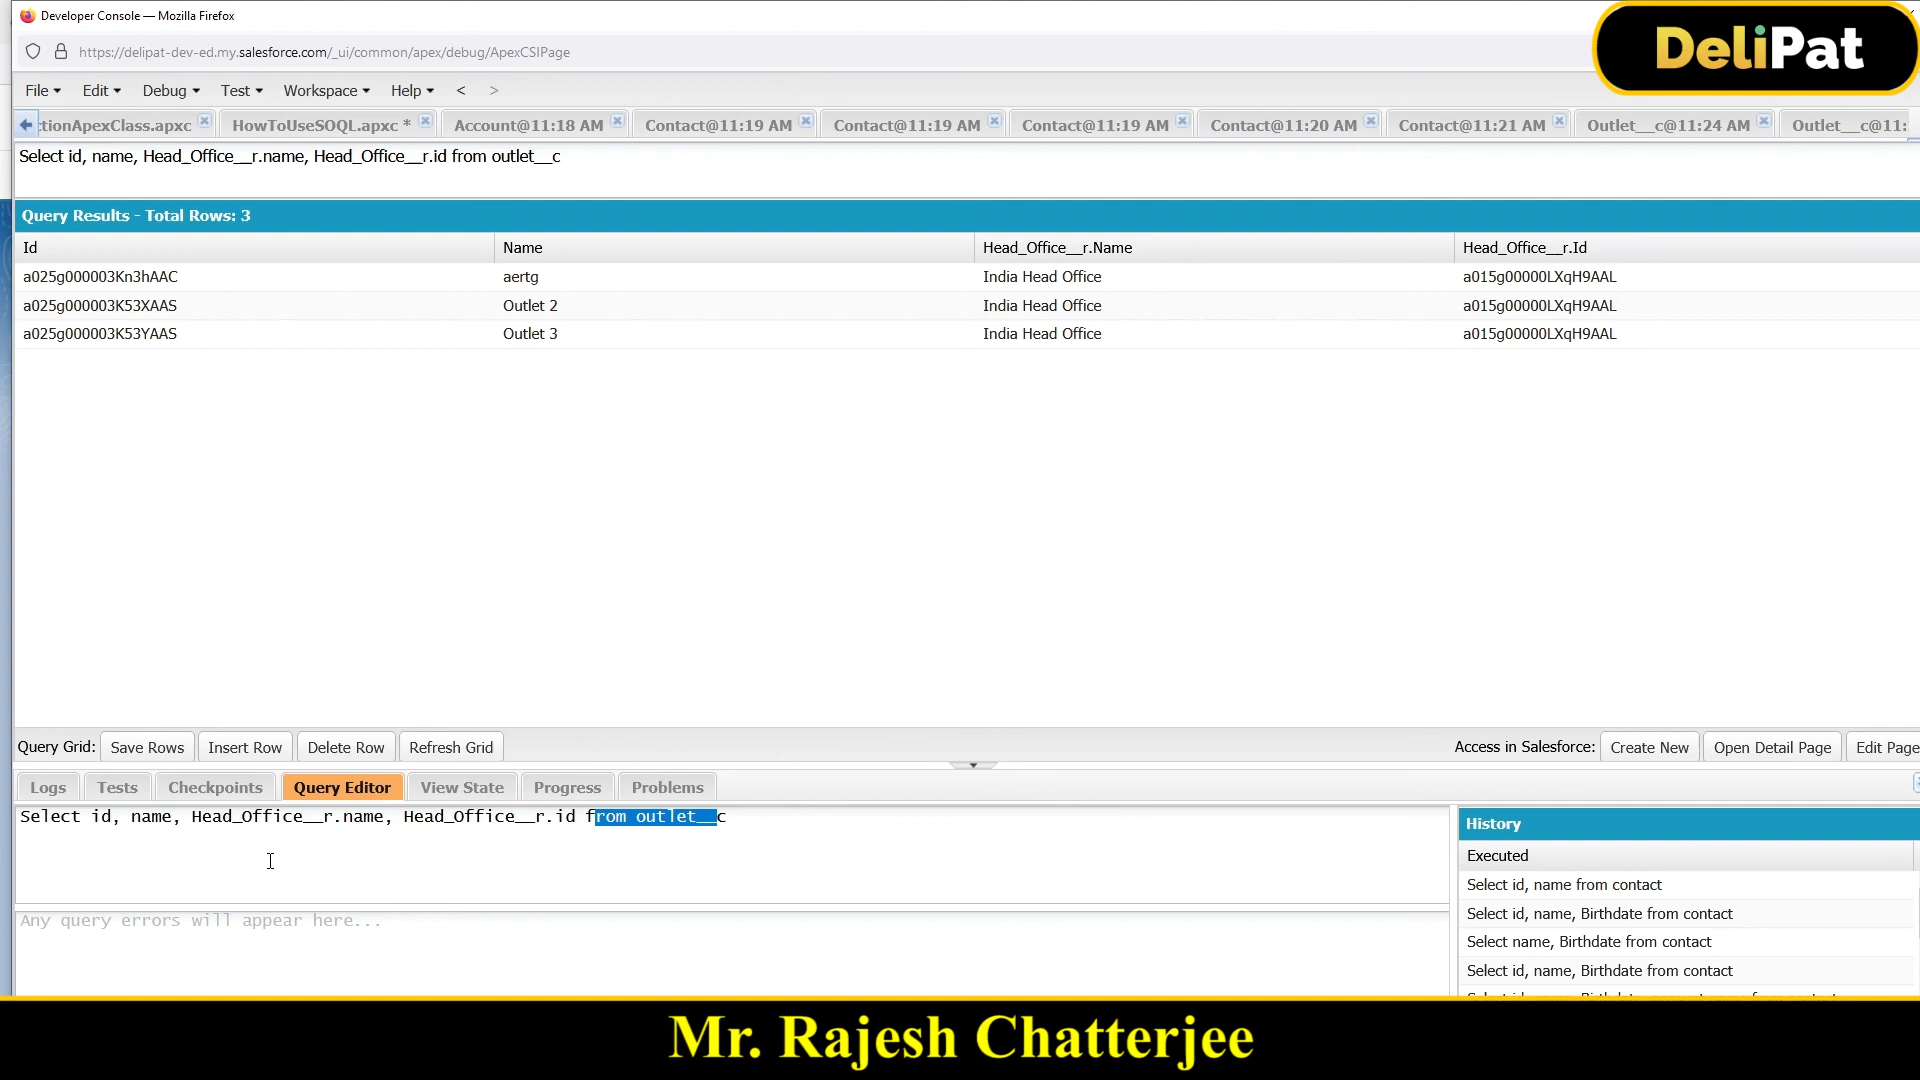 Developer Console — Mozilla Firefox
https://delipat-dev-ed.my.salesforce.com/_ui/common/apex/debug/ApexCSIPage
DeliPat
File Edit Debug Test Workspace Help < >
ctionApexClass.apxc HowToUseSOQL.apxc * Account@11:18 AM Contact@11:19 AM Contact@11:19 AM Contact@11:19 AM Contact@11:20 AM Contact@11:21 AM Outlet__c@11:24 AM Outlet__c@11:
Select id, name, Head_Office__r.name, Head_Office__r.id from outlet__c
Query Results - Total Rows: 3
Id Name Head_Office__r.Name Head_Office__r.Id
a025g000003Kn3hAAC aertg India Head Office a015g00000LXqH9AAL
a025g000003K53XAAS Outlet 2 India Head Office a015g00000LXqH9AAL
a025g000003K53YAAS Outlet 3 India Head Office a015g00000LXqH9AAL
Query Grid: Save Rows Insert Row Delete Row Refresh Grid Access in Salesforce: Create New Open Detail Page Edit Page
Logs Tests Checkpoints Query Editor View State Progress Problems
Select id, name, Head_Office__r.name, Head_Office__r.id from outlet__c
Any query errors will appear here...
History
Executed
Select id, name from contact
Select id, name, Birthdate from contact
Select name, Birthdate from contact
Select id, name, Birthdate from contact
Mr. Rajesh Chatterjee